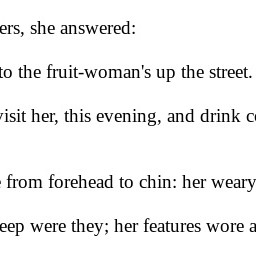 ers, she answered:
to the fruit-woman's up the street.
visit her, this evening, and drink
from forehead to chin: her weary
eep were they; her features wore a